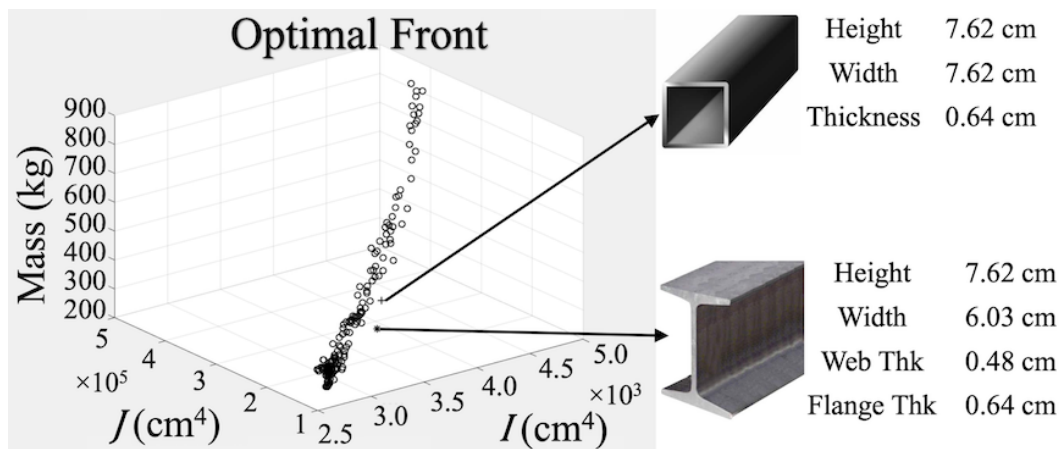 Optimal Front
Mass (kg)
900
800
700
600
500
400
300
200
5
4
3
2
1
×10⁵
J (cm⁴)
2.5
3.0
3.5
4.0
4.5
5.0
×10³
I (cm⁴)
Height 7.62 cm
Width 7.62 cm
Thickness 0.64 cm
Height 7.62 cm
Width 6.03 cm
Web Thk 0.48 cm
Flange Thk 0.64 cm